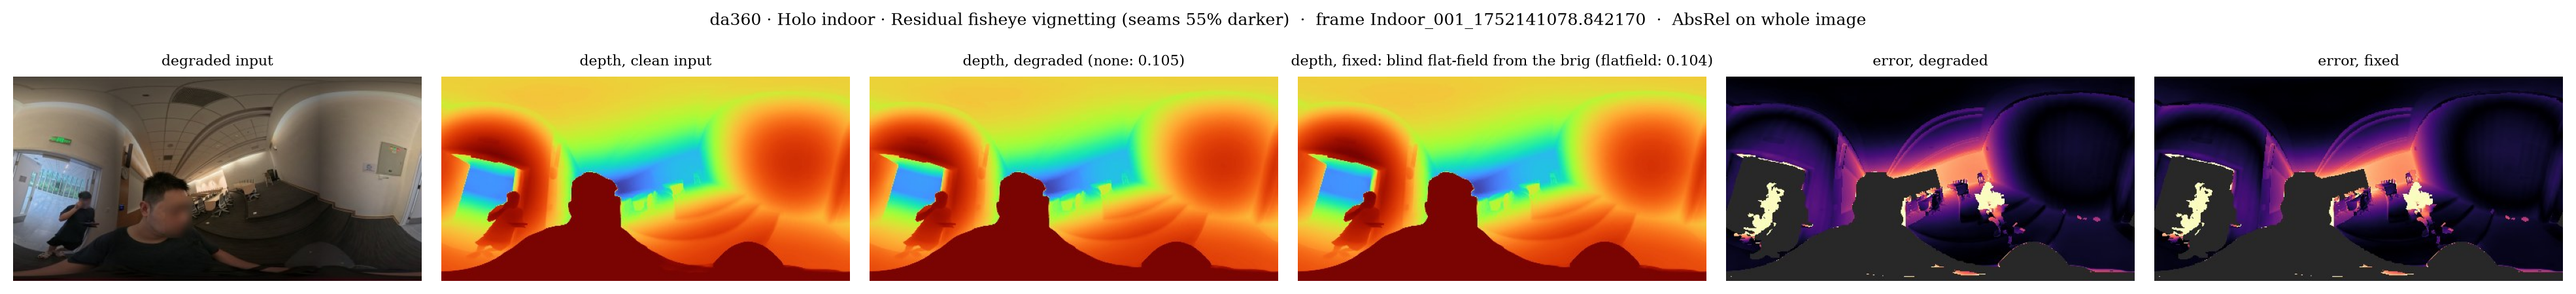 da360 · Holo indoor · Residual fisheye vignetting (seams 55% darker) · frame Indoor_001_1752141078.842170 · AbsRel on whole image
degraded input
depth, clean input
depth, degraded (none: 0.105)
depth, fixed: blind flat-field from the brig (flatfield: 0.104)
error, degraded
error, fixed